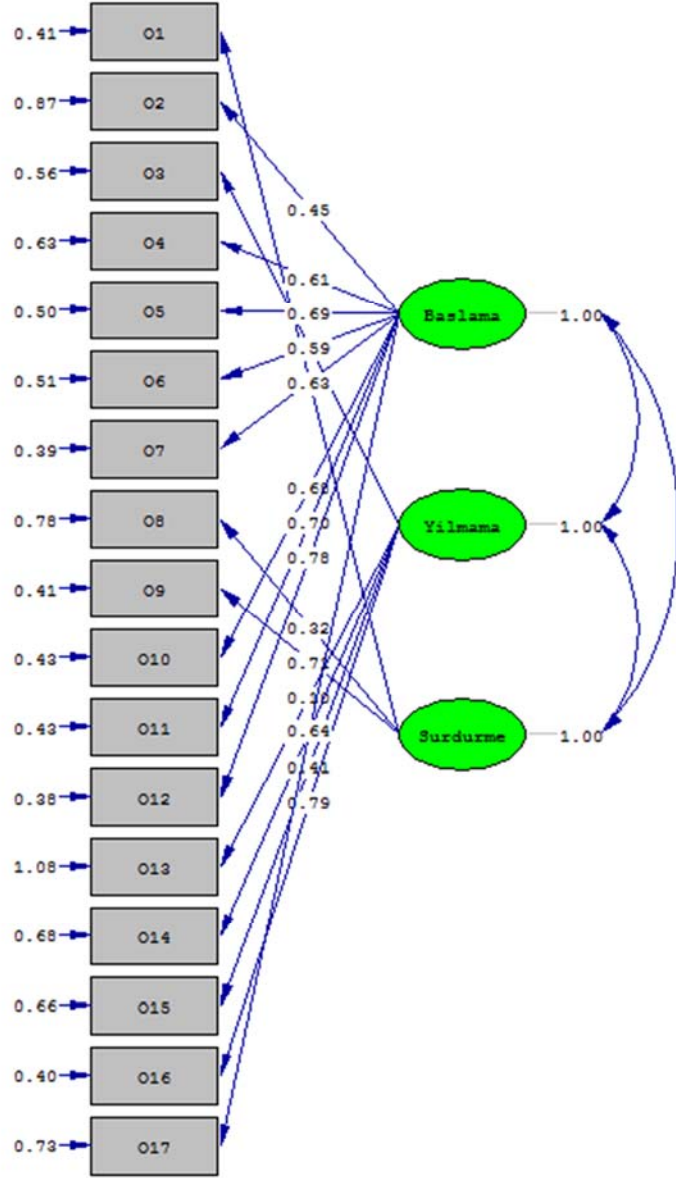 0.41 O1
0.87 O2
0.56 O3
0.45
0.63 O4
0.61
0.50 O5 0.69 Baslama 1.00
0.59
0.51 O6
0.63
0.39 O7
0.78 O8
0.70
Yilmama 1.00
0.78
0.41 O9
0.32
0.43 O10
0.43 O11
0.64 Surdurme 1.00
0.38 O12
0.79
1.08 O13
0.68 O14
0.66 O15
0.40 O16
0.73 O17